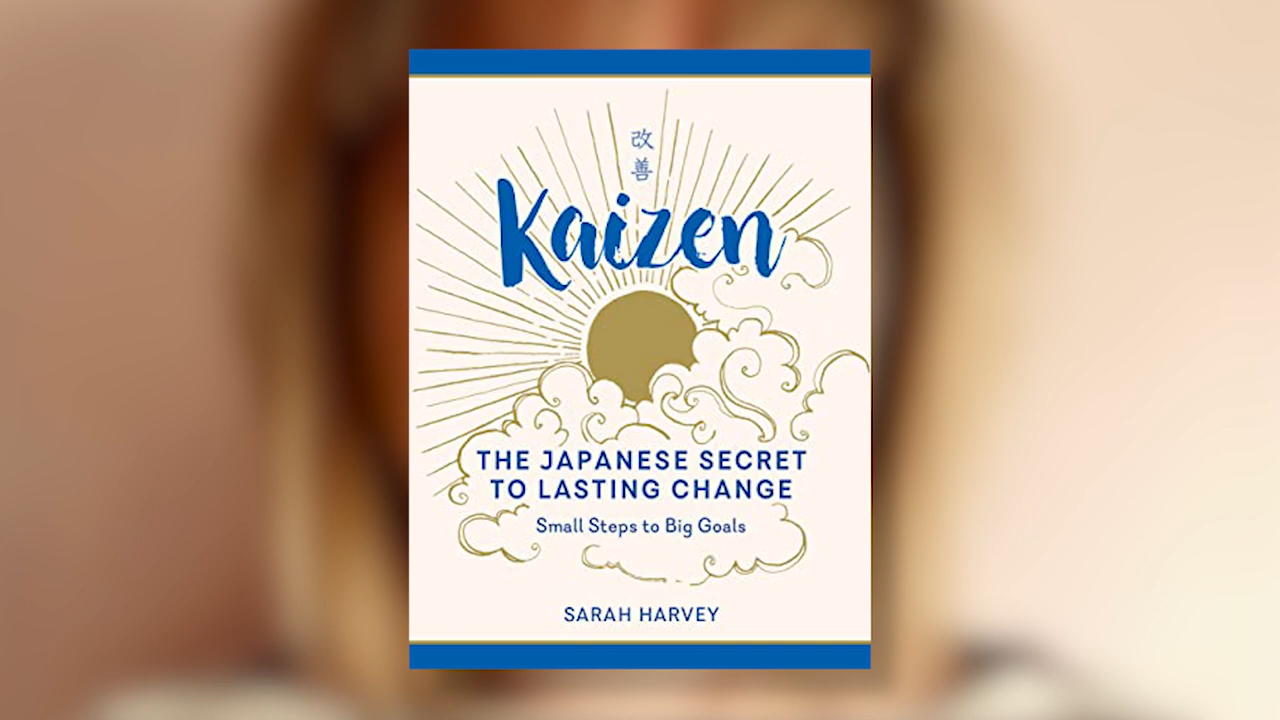 改
善
Kaizen
THE JAPANESE SECRET
TO LASTING CHANGE
Small Steps to Big Goals
SARAH HARVEY